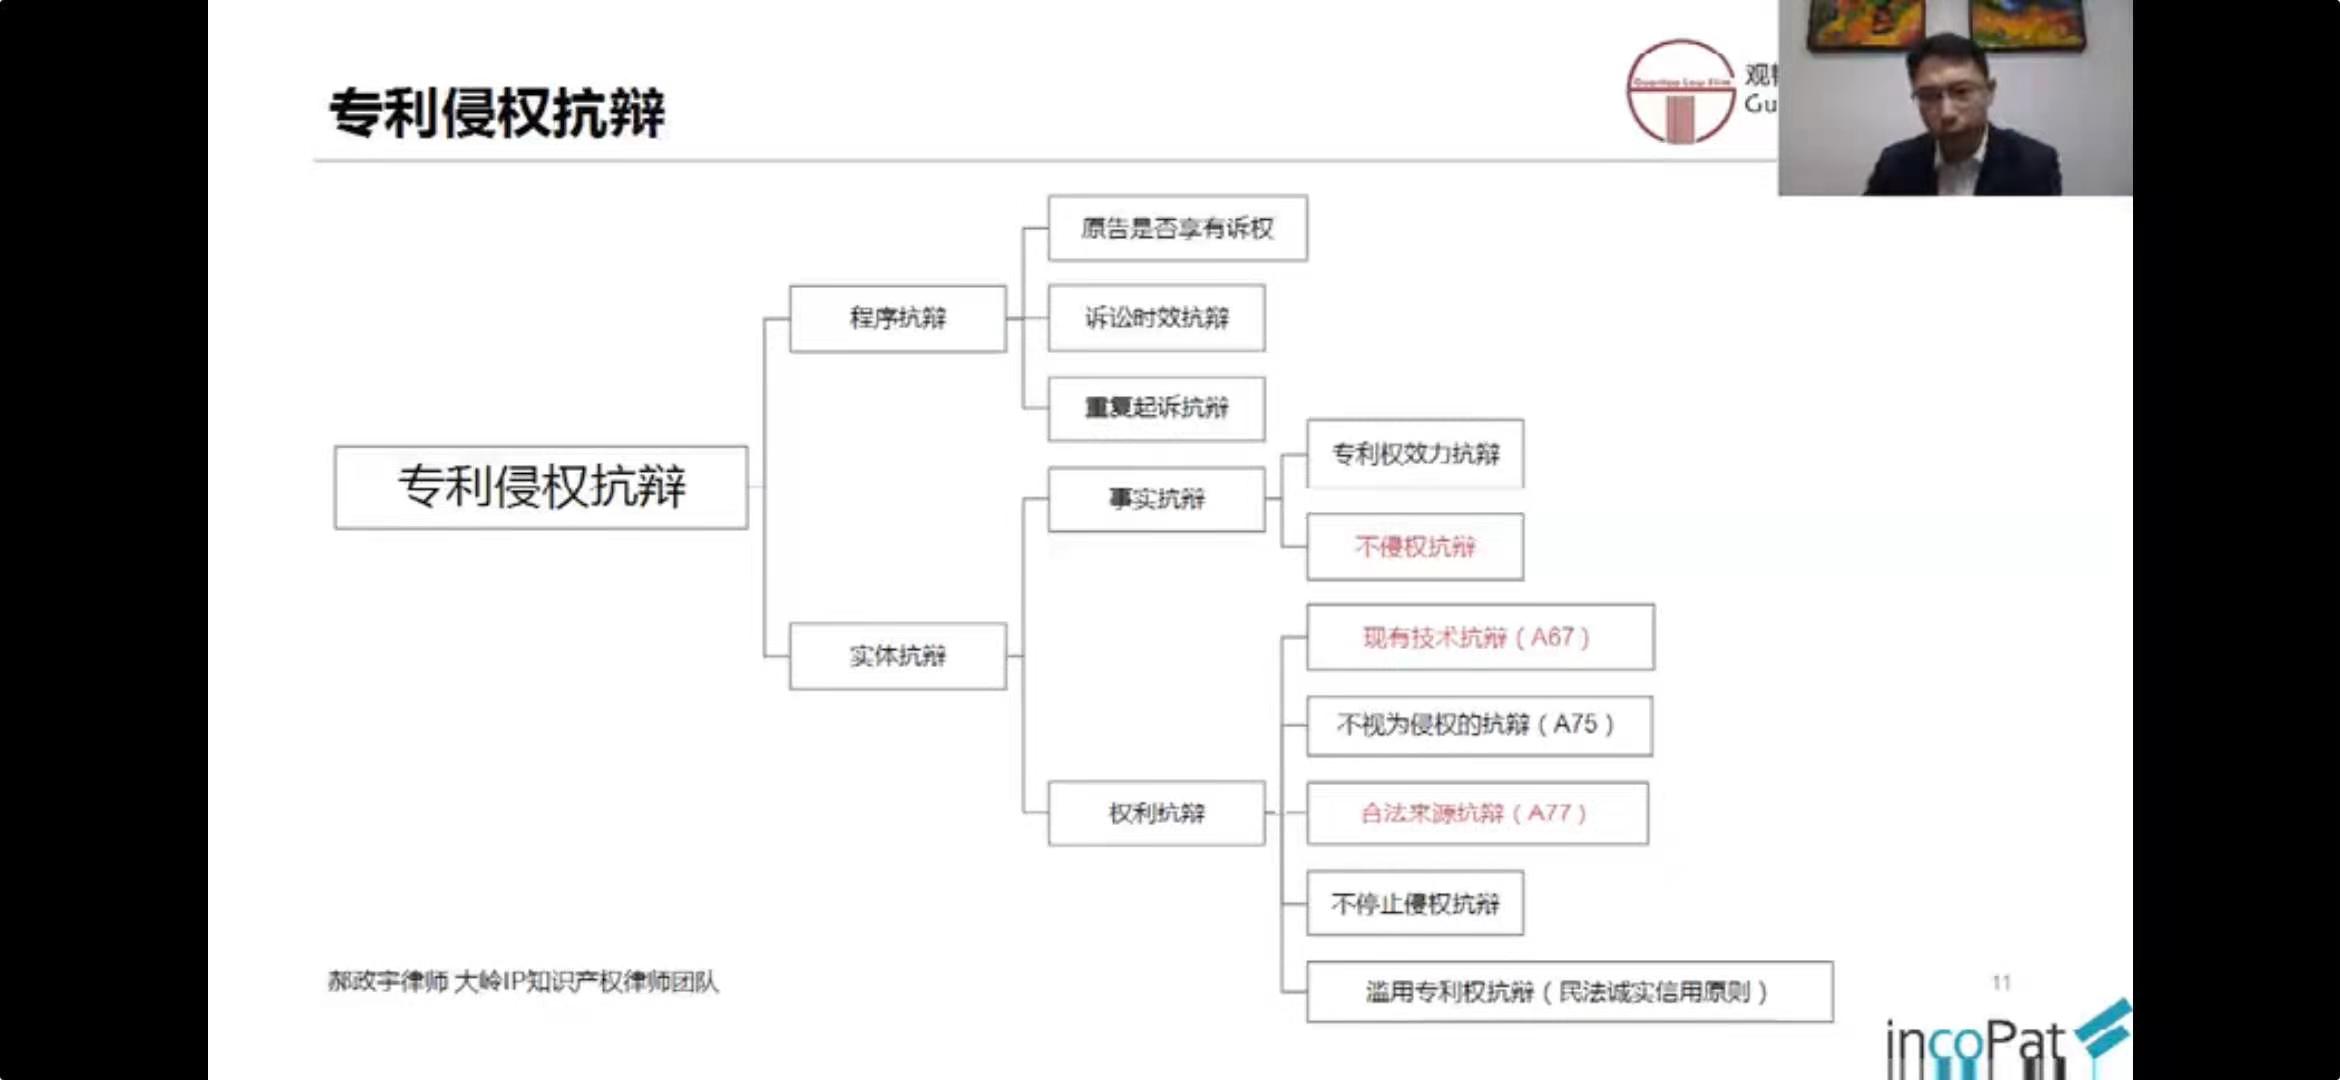 专利侵权抗辩
Guantao Law Firm
观
Gu
原告是否享有诉权
程序抗辩
诉讼时效抗辩
重复起诉抗辩
专利侵权抗辩
事实抗辩
专利权效力抗辩
不侵权抗辩
实体抗辩
现有技术抗辩（A67）
不视为侵权的抗辩（A75）
权利抗辩
合法来源抗辩（A77）
不停止侵权抗辩
滥用专利权抗辩（民法诚实信用原则）
郝政宇律师 大岭IP知识产权律师团队
11
incoPat